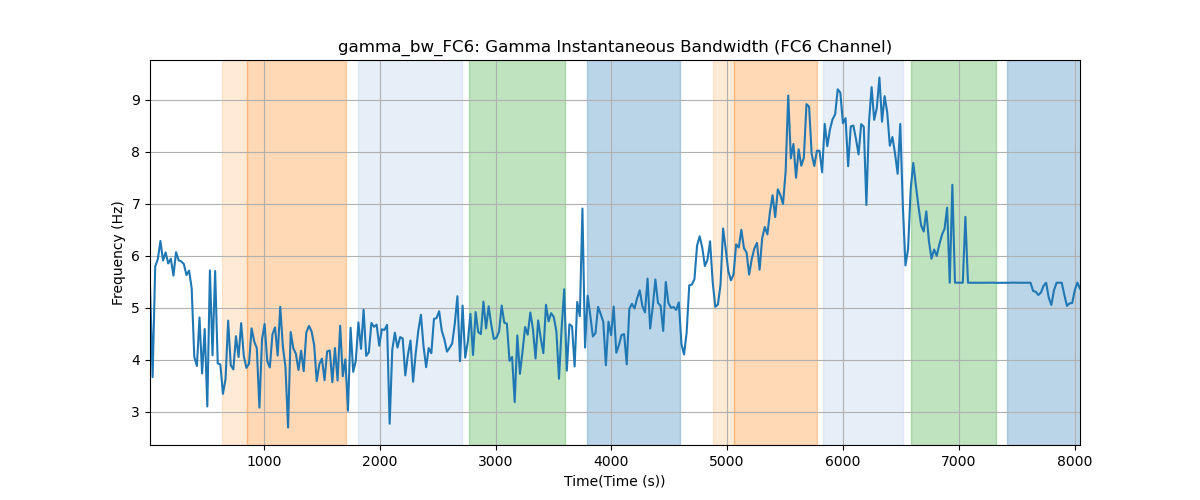 gamma_bw_FC6: Gamma Instantaneous Bandwidth (FC6 Channel)
Frequency (Hz)
9
8
7
6
5
4
3
1000 2000 3000 4000 5000 6000 7000 8000
Time(Time (s))